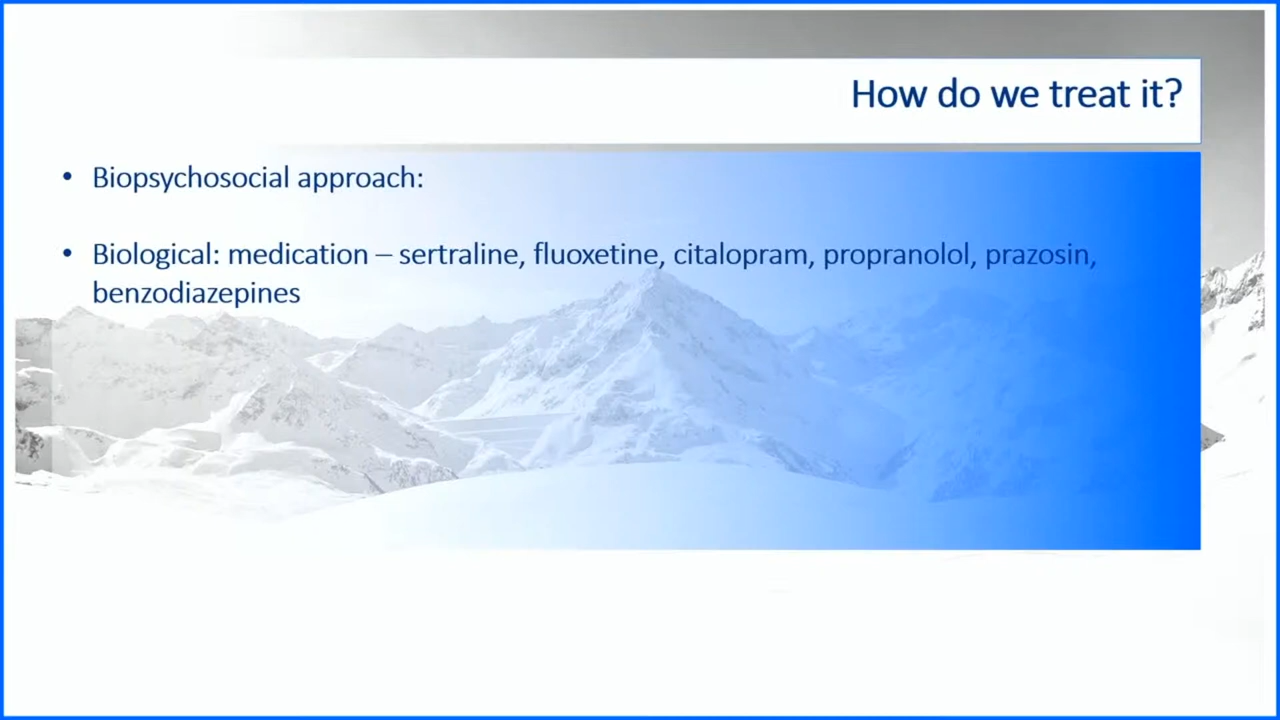 How do we treat it?
• Biopsychosocial approach:
• Biological: medication – sertraline, fluoxetine, citalopram, propranolol, prazosin,
benzodiazepines